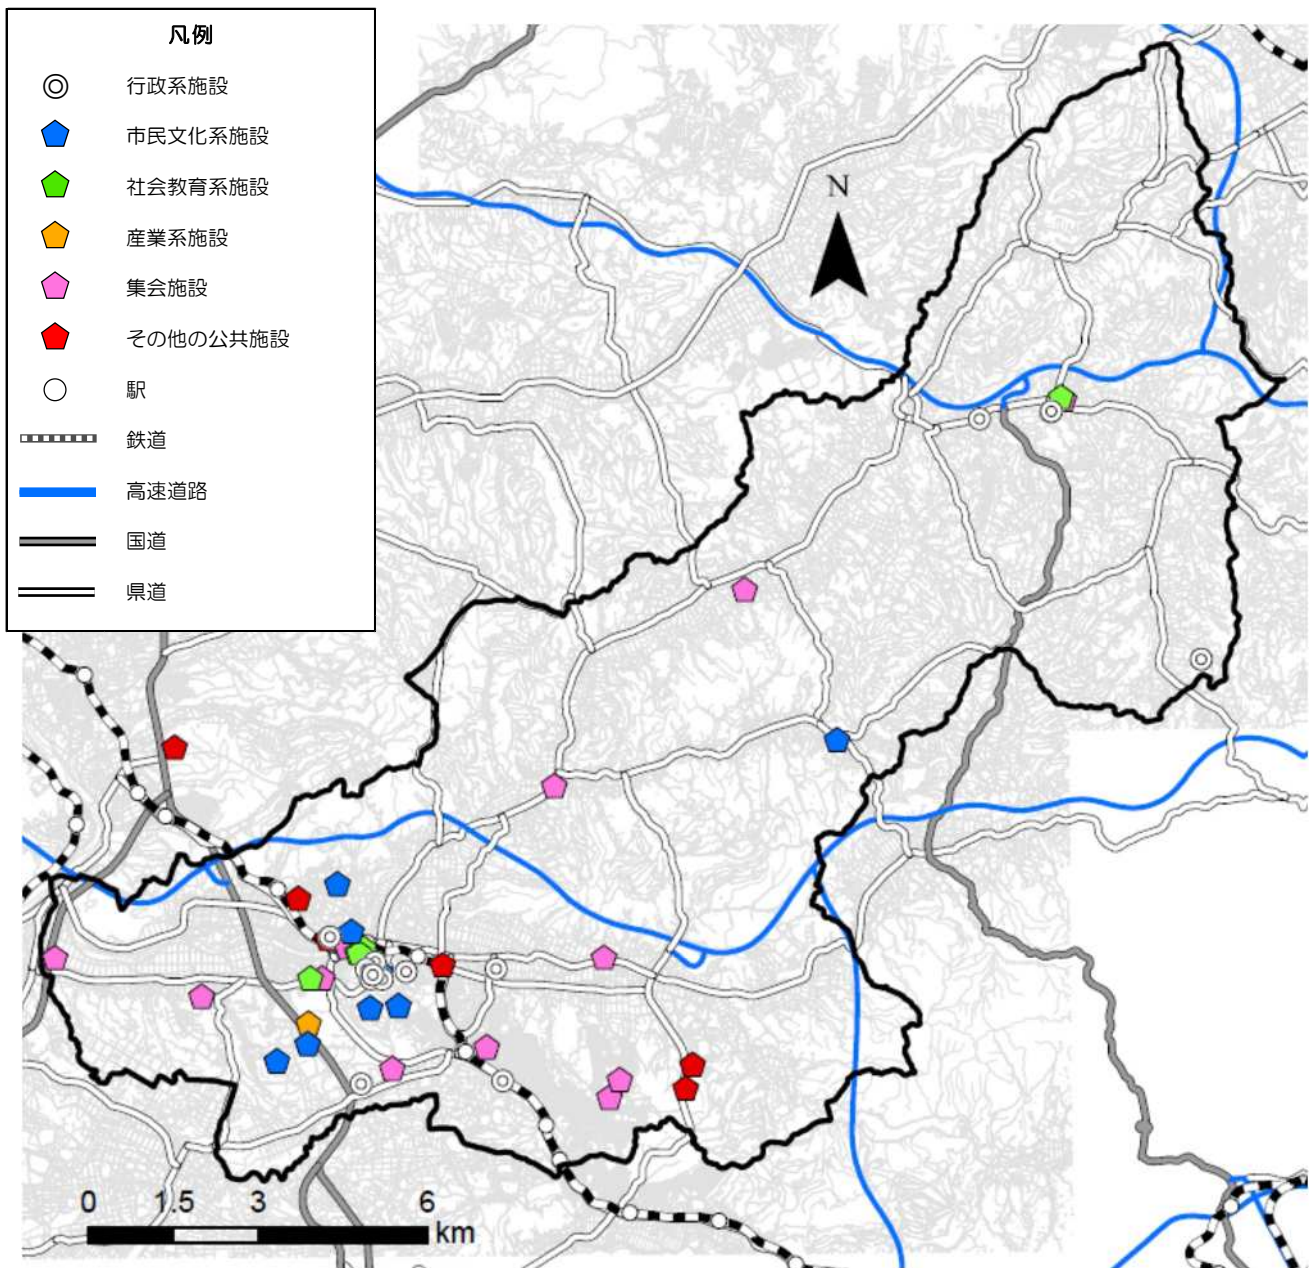 凡例
行政系施設
市民文化系施設
社会教育系施設
産業系施設
集会施設
その他の公共施設
駅
鉄道
高速道路
国道
県道
N
0 1.5 3 6
km